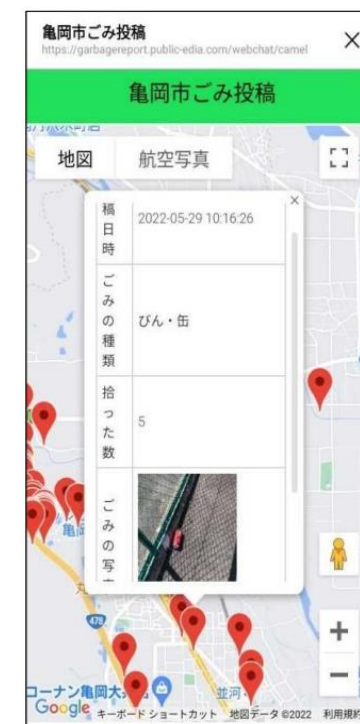 亀岡市ごみ投稿
https://garbagereport.public-edia.com/webchat/camel
亀岡市ごみ投稿
地図
航空写真
稿日時
2022-05-29 10:16:26
ごみの種類
びん・缶
拾った数
5
ごみの写
478
コーナン亀岡大
並河
Google
キーボード ショートカット
地図データ ©2022
利用規約